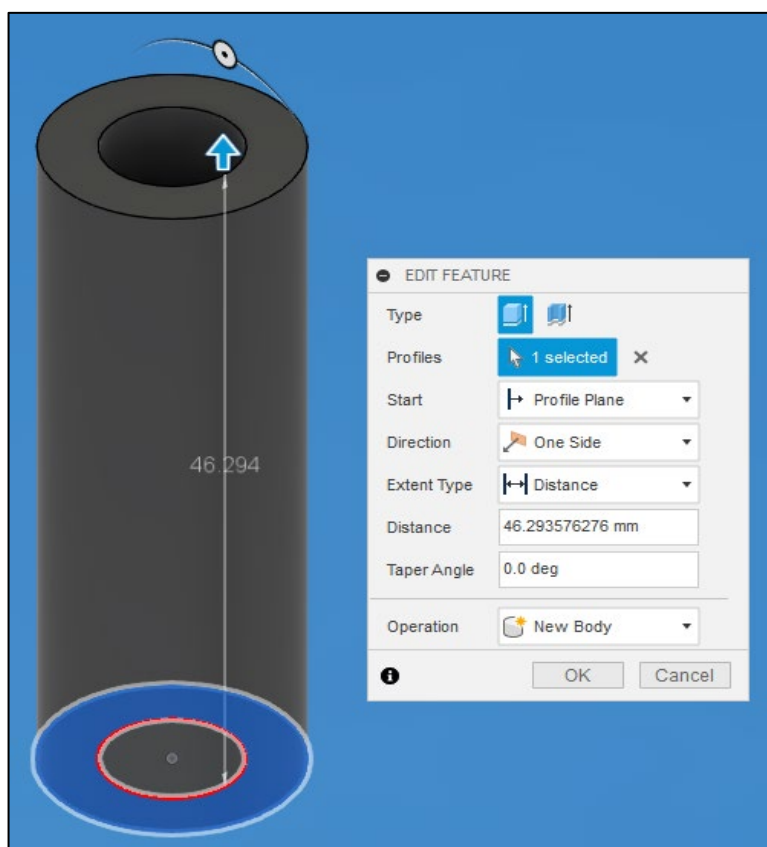 EDIT FEATURE
Type
Profiles 1 selected
Start Profile Plane
Direction One Side
46.294
Extent Type Distance
Distance 46.293576276 mm
Taper Angle 0.0 deg
Operation New Body
OK Cancel